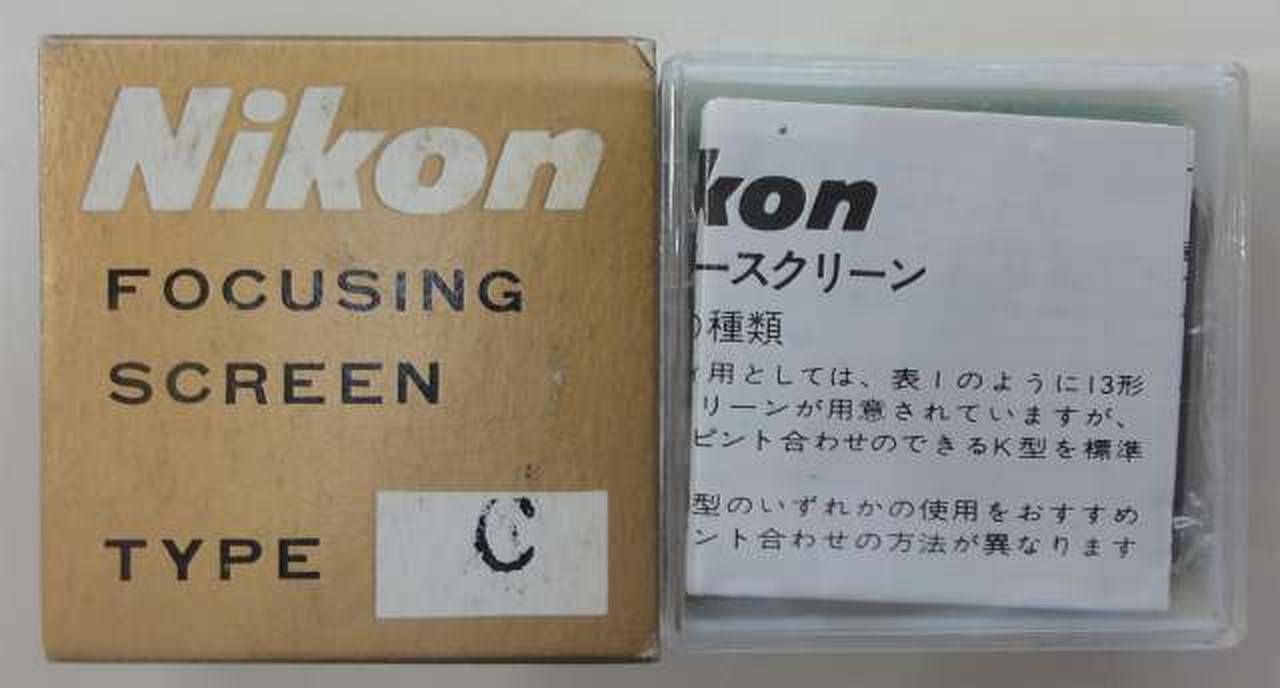 Nikon
FOCUSING
SCREEN
TYPE C
kon
ースクリーン
種類
用としては、表1のように13形
リーンが用意されていますが、
ピント合わせのできるK型を標準
型のいずれかの使用をおすすめ
ント合わせの方法が異なります